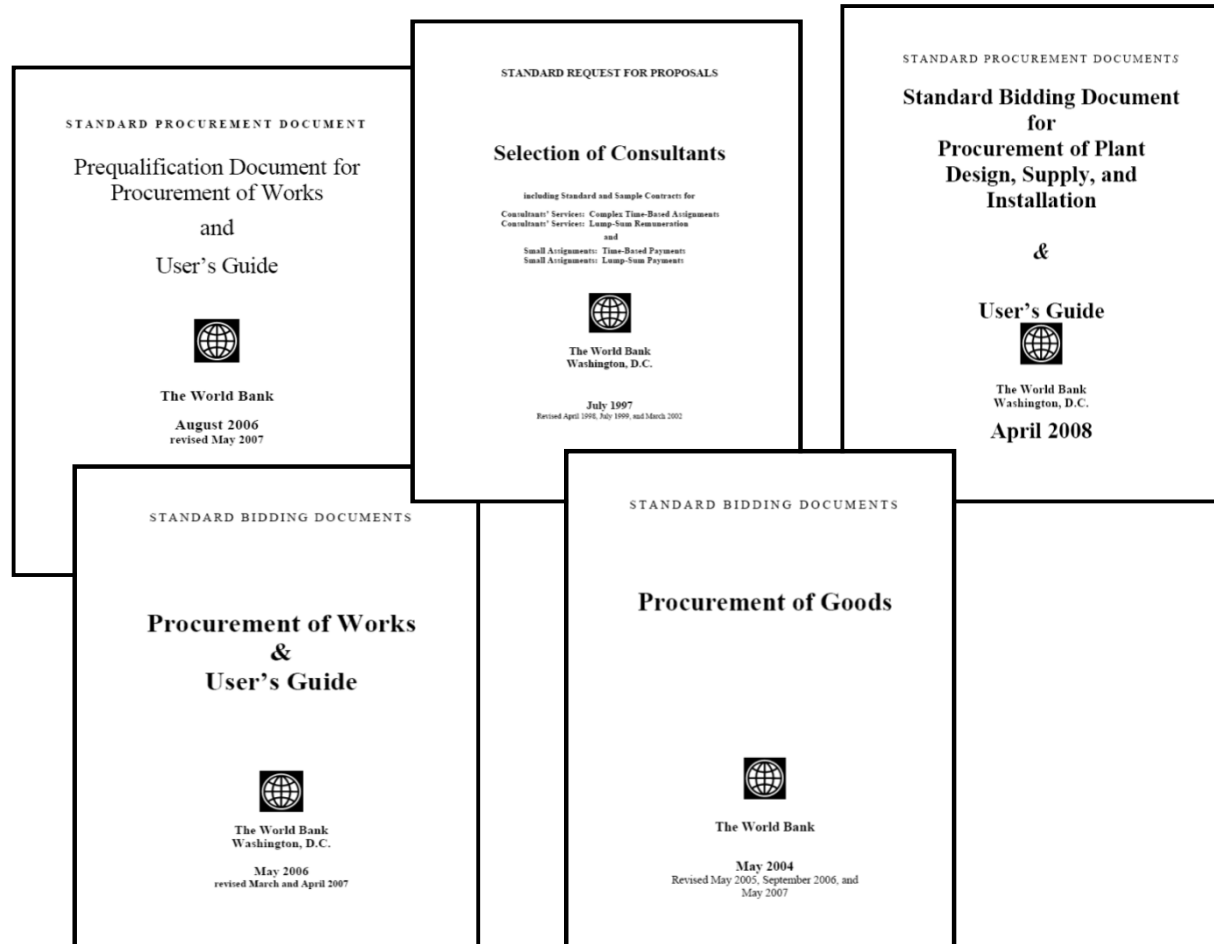 STANDARD PROCUREMENT DOCUMENT
Prequalification Document for
Procurement of Works
and
User's Guide
The World Bank
August 2006
revised May 2007
STANDARD REQUEST FOR PROPOSALS
Selection of Consultants
including Standard and Sample Contracts for
Consultants' Services: Complex Time-Based Assignments
Consultants' Services: Lump-Sum Remuneration
and
Small Assignments: Time-Based Payments
Small Assignments: Lump-Sum Payments
The World Bank
Washington, D.C.
July 1997
Revised April 1998, July 1999, and March 2002
STANDARD PROCUREMENT DOCUMENTS
Standard Bidding Document
for
Procurement of Plant
Design, Supply, and
Installation
&
User's Guide
The World Bank
Washington, D.C.
April 2008
STANDARD BIDDING DOCUMENTS
Procurement of Works
&
User's Guide
The World Bank
Washington, D.C.
May 2006
revised March and April 2007
STANDARD BIDDING DOCUMENTS
Procurement of Goods
The World Bank
May 2004
Revised May 2005, September 2006, and
May 2007